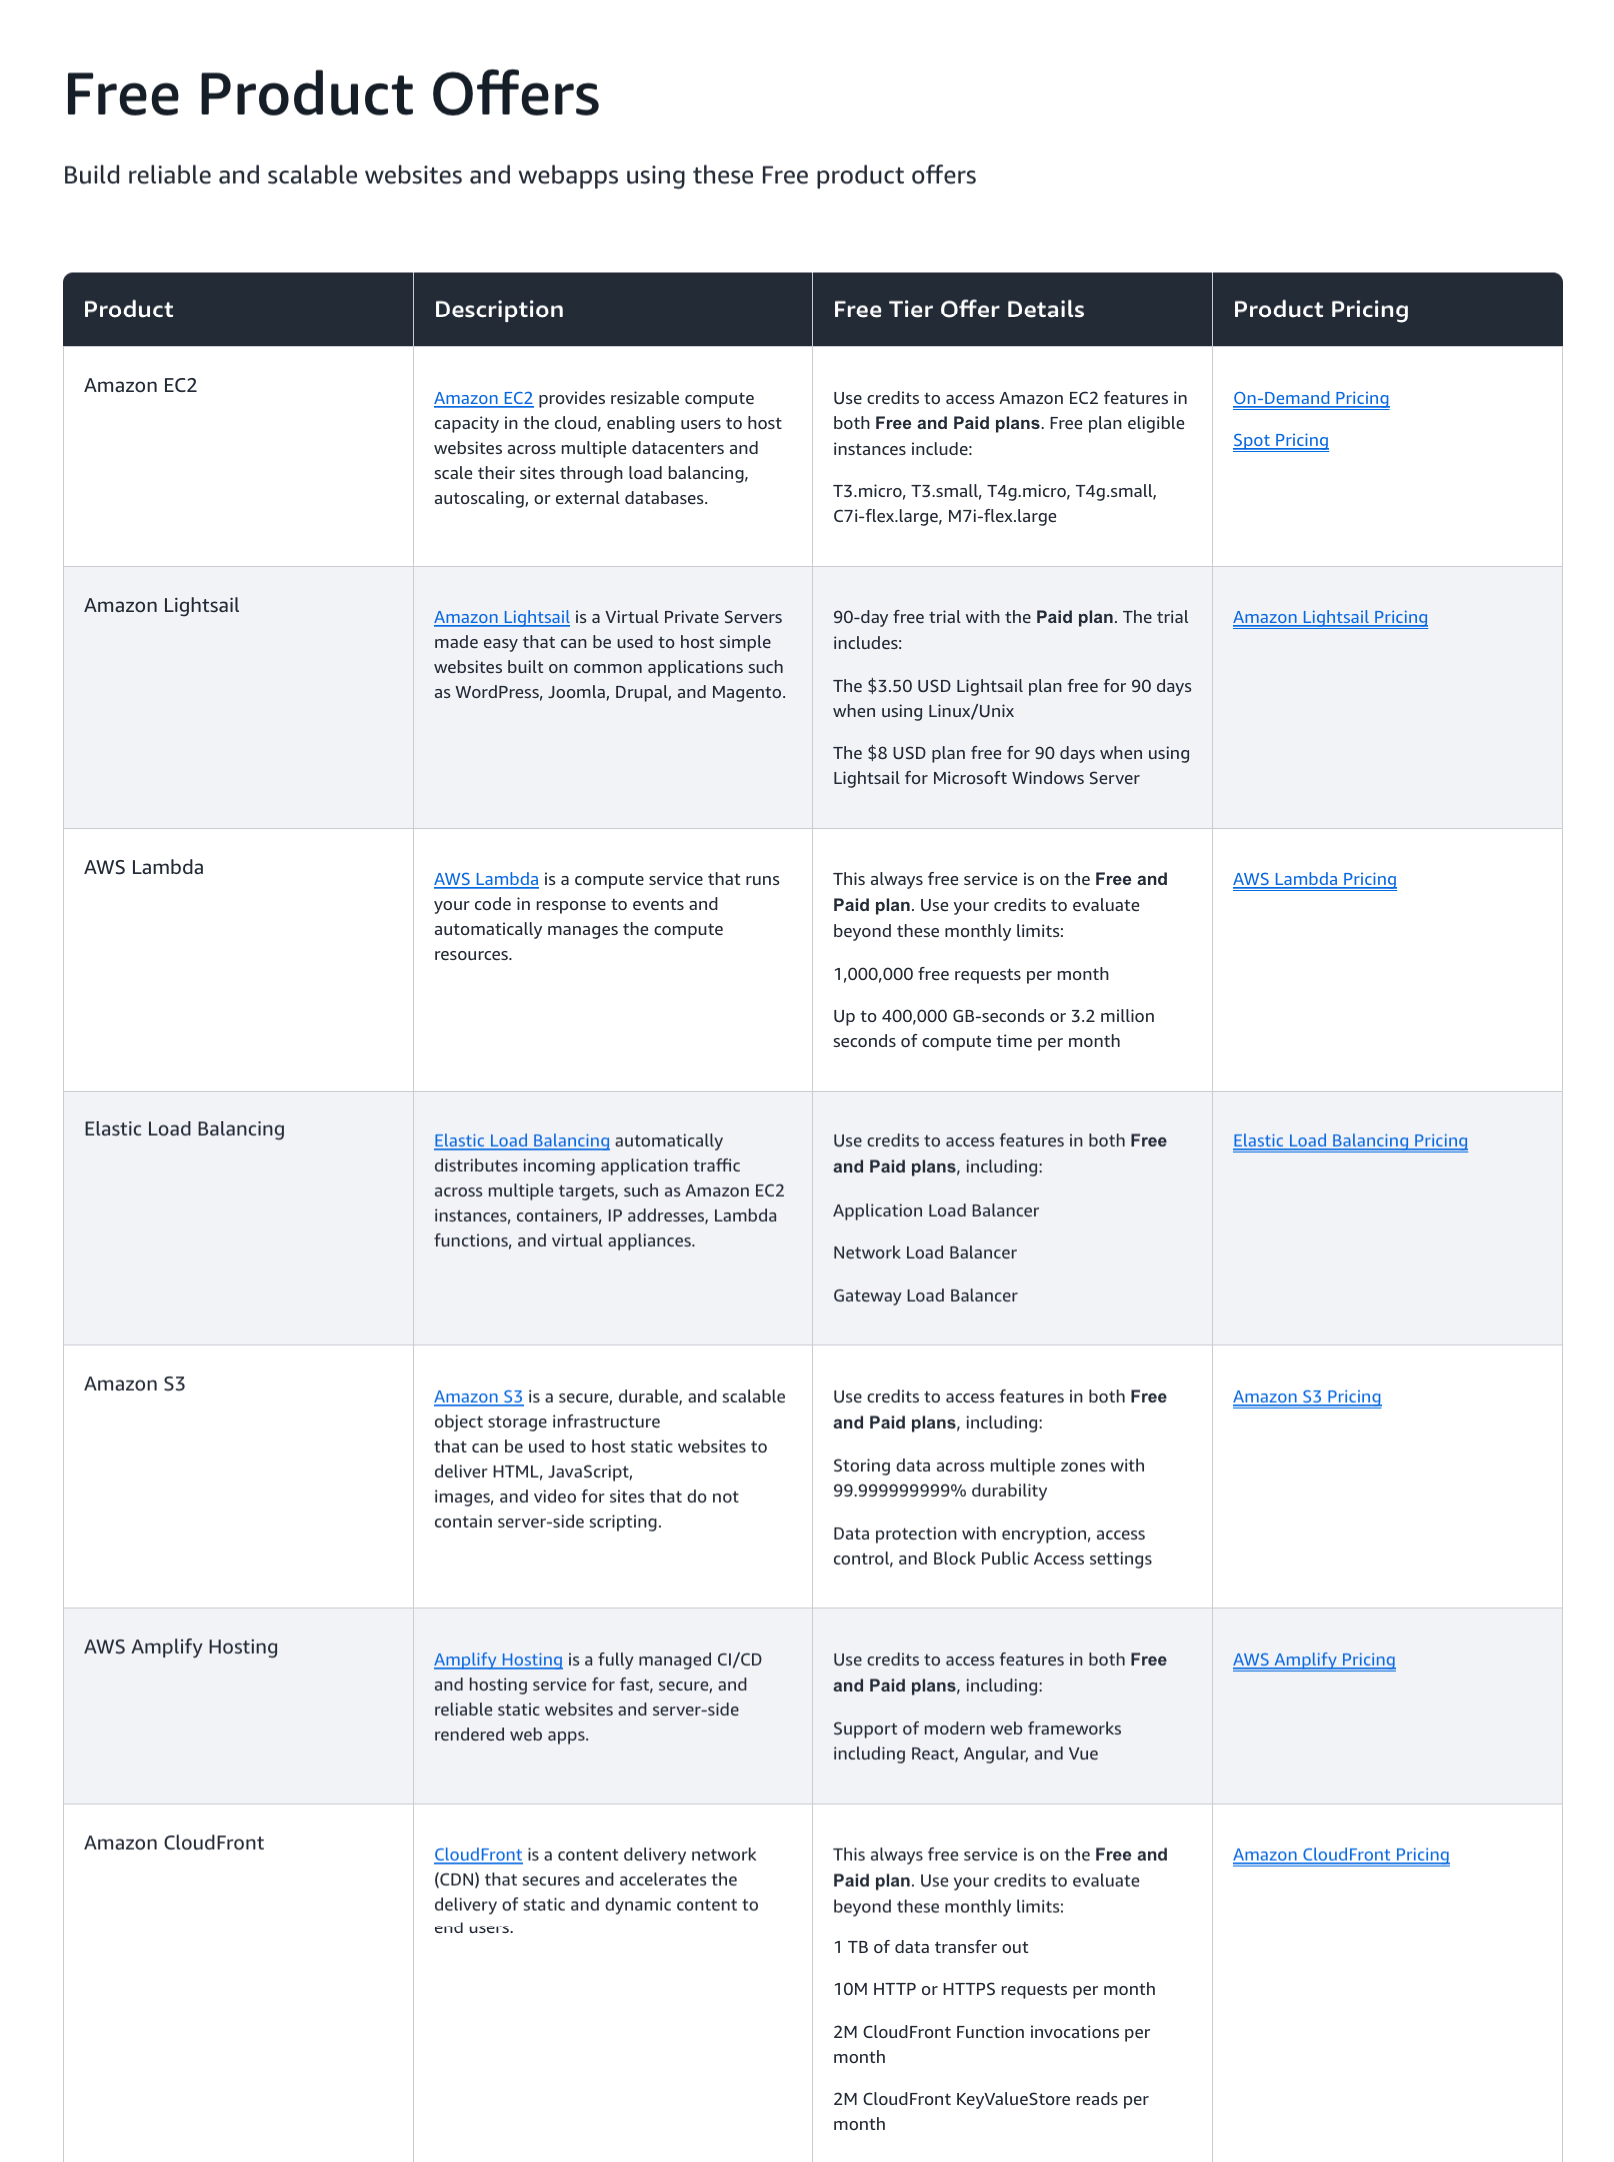 Free Product Offers
Build reliable and scalable websites and webapps using these Free product offers
Product
Description
Free Tier Offer Details
Product Pricing
Amazon EC2
Amazon EC2 provides resizable compute
capacity in the cloud, enabling users to host
websites across multiple datacenters and
scale their sites through load balancing,
autoscaling, or external databases.
Use credits to access Amazon EC2 features in
both Free and Paid plans. Free plan eligible
instances include:
T3.micro, T3.small, T4g.micro, T4g.small,
C7i-flex.large, M7i-flex.large
On-Demand Pricing
Spot Pricing
Amazon Lightsail
Amazon Lightsail is a Virtual Private Servers
made easy that can be used to host simple
websites built on common applications such
as WordPress, Joomla, Drupal, and Magento.
90-day free trial with the Paid plan. The trial
includes:
The $3.50 USD Lightsail plan free for 90 days
when using Linux/Unix
The $8 USD plan free for 90 days when using
Lightsail for Microsoft Windows Server
Amazon Lightsail Pricing
AWS Lambda
AWS Lambda is a compute service that runs
your code in response to events and
automatically manages the compute
resources.
This always free service is on the Free and
Paid plan. Use your credits to evaluate
beyond these monthly limits:
1,000,000 free requests per month
Up to 400,000 GB-seconds or 3.2 million
seconds of compute time per month
AWS Lambda Pricing
Elastic Load Balancing
Elastic Load Balancing automatically
distributes incoming application traffic
across multiple targets, such as Amazon EC2
instances, containers, IP addresses, Lambda
functions, and virtual appliances.
Use credits to access features in both Free
and Paid plans, including:
Application Load Balancer
Network Load Balancer
Gateway Load Balancer
Elastic Load Balancing Pricing
Amazon S3
Amazon S3 is a secure, durable, and scalable
object storage infrastructure
that can be used to host static websites to
deliver HTML, JavaScript,
images, and video for sites that do not
contain server-side scripting.
Use credits to access features in both Free
and Paid plans, including:
Storing data across multiple zones with
99.999999999% durability
Data protection with encryption, access
control, and Block Public Access settings
Amazon S3 Pricing
AWS Amplify Hosting
Amplify Hosting is a fully managed CI/CD
and hosting service for fast, secure, and
reliable static websites and server-side
rendered web apps.
Use credits to access features in both Free
and Paid plans, including:
Support of modern web frameworks
including React, Angular, and Vue
AWS Amplify Pricing
Amazon CloudFront
CloudFront is a content delivery network
(CDN) that secures and accelerates the
delivery of static and dynamic content to
end users.
This always free service is on the Free and
Paid plan. Use your credits to evaluate
beyond these monthly limits:
1 TB of data transfer out
10M HTTP or HTTPS requests per month
2M CloudFront Function invocations per
month
2M CloudFront KeyValueStore reads per
month
Amazon CloudFront Pricing